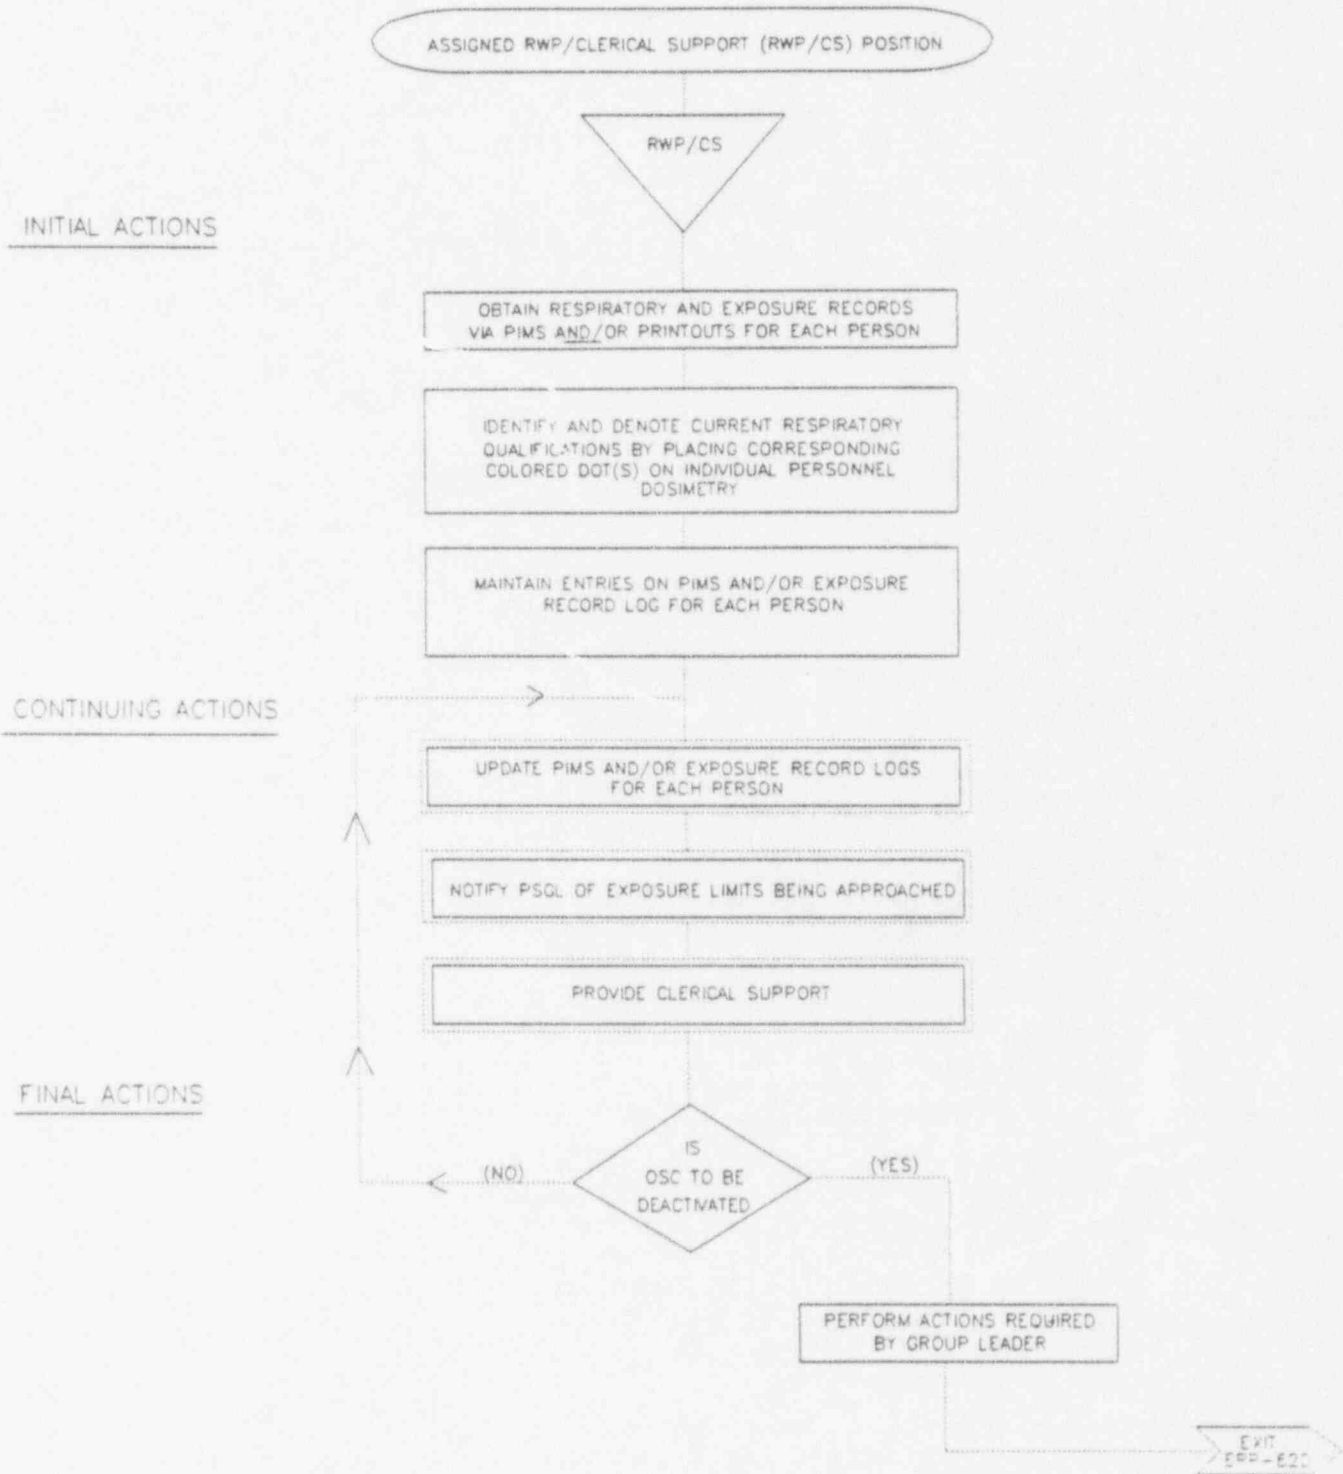 ASSIGNED RWP/CLERICAL SUPPORT (RWP/CS) POSITION
RWP/CS
INITIAL ACTIONS
OBTAIN RESPIRATORY AND EXPOSURE RECORDS
VIA PIMS AND/OR PRINTOUTS FOR EACH PERSON
IDENTIFY AND DENOTE CURRENT RESPIRATORY
QUALIFICATIONS BY PLACING CORRESPONDING
COLORED DOT(S) ON INDIVIDUAL PERSONNEL
DOSIMETRY
MAINTAIN ENTRIES ON PIMS AND/OR EXPOSURE
RECORD LOG FOR EACH PERSON
CONTINUING ACTIONS
UPDATE PIMS AND/OR EXPOSURE RECORD LOGS
FOR EACH PERSON
NOTIFY PSGL OF EXPOSURE LIMITS BEING APPROACHED
PROVIDE CLERICAL SUPPORT
FINAL ACTIONS
IS
OSC TO BE
DEACTIVATED
(NO)
(YES)
PERFORM ACTIONS REQUIRED
BY GROUP LEADER
EXIT
EPP-620